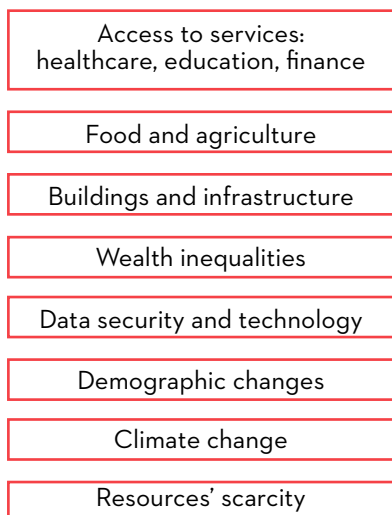 Access to services:
healthcare, education, finance
Food and agriculture
Buildings and infrastructure
Wealth inequalities
Data security and technology
Demographic changes
Climate change
Resources' scarcity